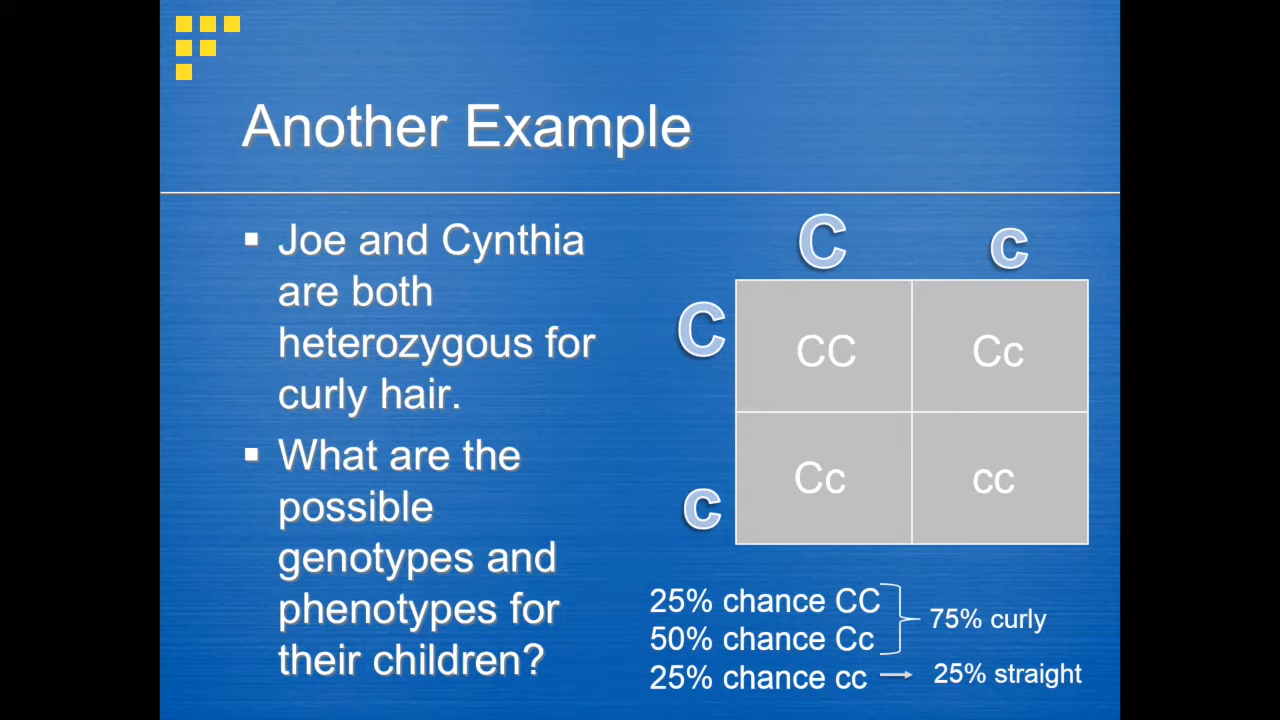 Another Example
▪ Joe and Cynthia
are both
heterozygous for
curly hair.
▪ What are the
possible
genotypes and
phenotypes for
their children?
C c
C
CC Cc
Cc cc
c
25% chance CC
50% chance Cc
75% curly
25% chance cc → 25% straight